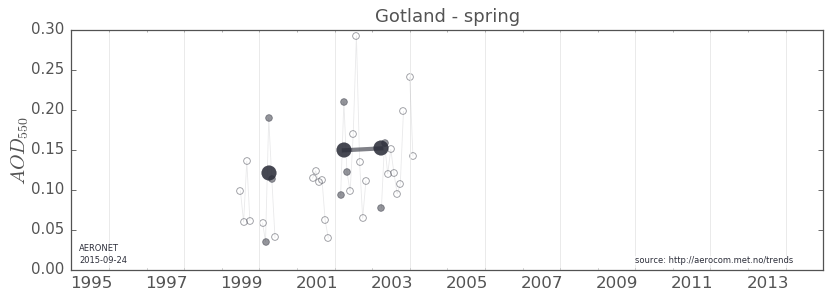 Gotland - spring
0.30
0.25
0.20
0.15
0.10
0.05
0.00
AOD550
AERONET
2015-09-24
source: http://aerocom.met.no/trends
1995 1997 1999 2001 2003 2005 2007 2009 2011 2013